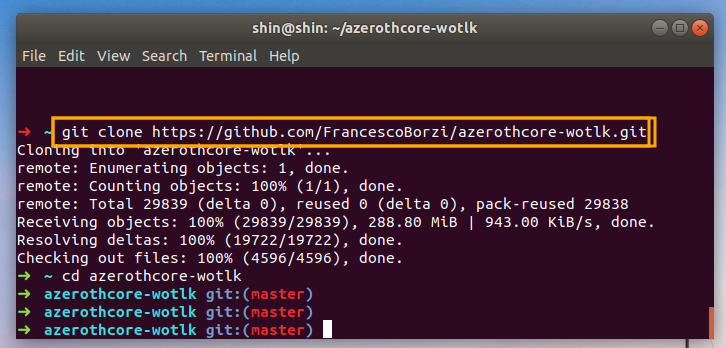 shin@shin: ~/azerothcore-wotlk
File Edit View Search Terminal Help
➜ ~ git clone https://github.com/FrancescoBorzi/azerothcore-wotlk.git
Cloning into 'azerothcore-wotlk'...
remote: Enumerating objects: 1, done.
remote: Counting objects: 100% (1/1), done.
remote: Total 29839 (delta 0), reused 0 (delta 0), pack-reused 29838
Receiving objects: 100% (29839/29839), 288.80 MiB | 943.00 KiB/s, done.
Resolving deltas: 100% (19722/19722), done.
Checking out files: 100% (4596/4596), done.
➜ ~ cd azerothcore-wotlk
➜ azerothcore-wotlk git:(master)
➜ azerothcore-wotlk git:(master)
➜ azerothcore-wotlk git:(master)